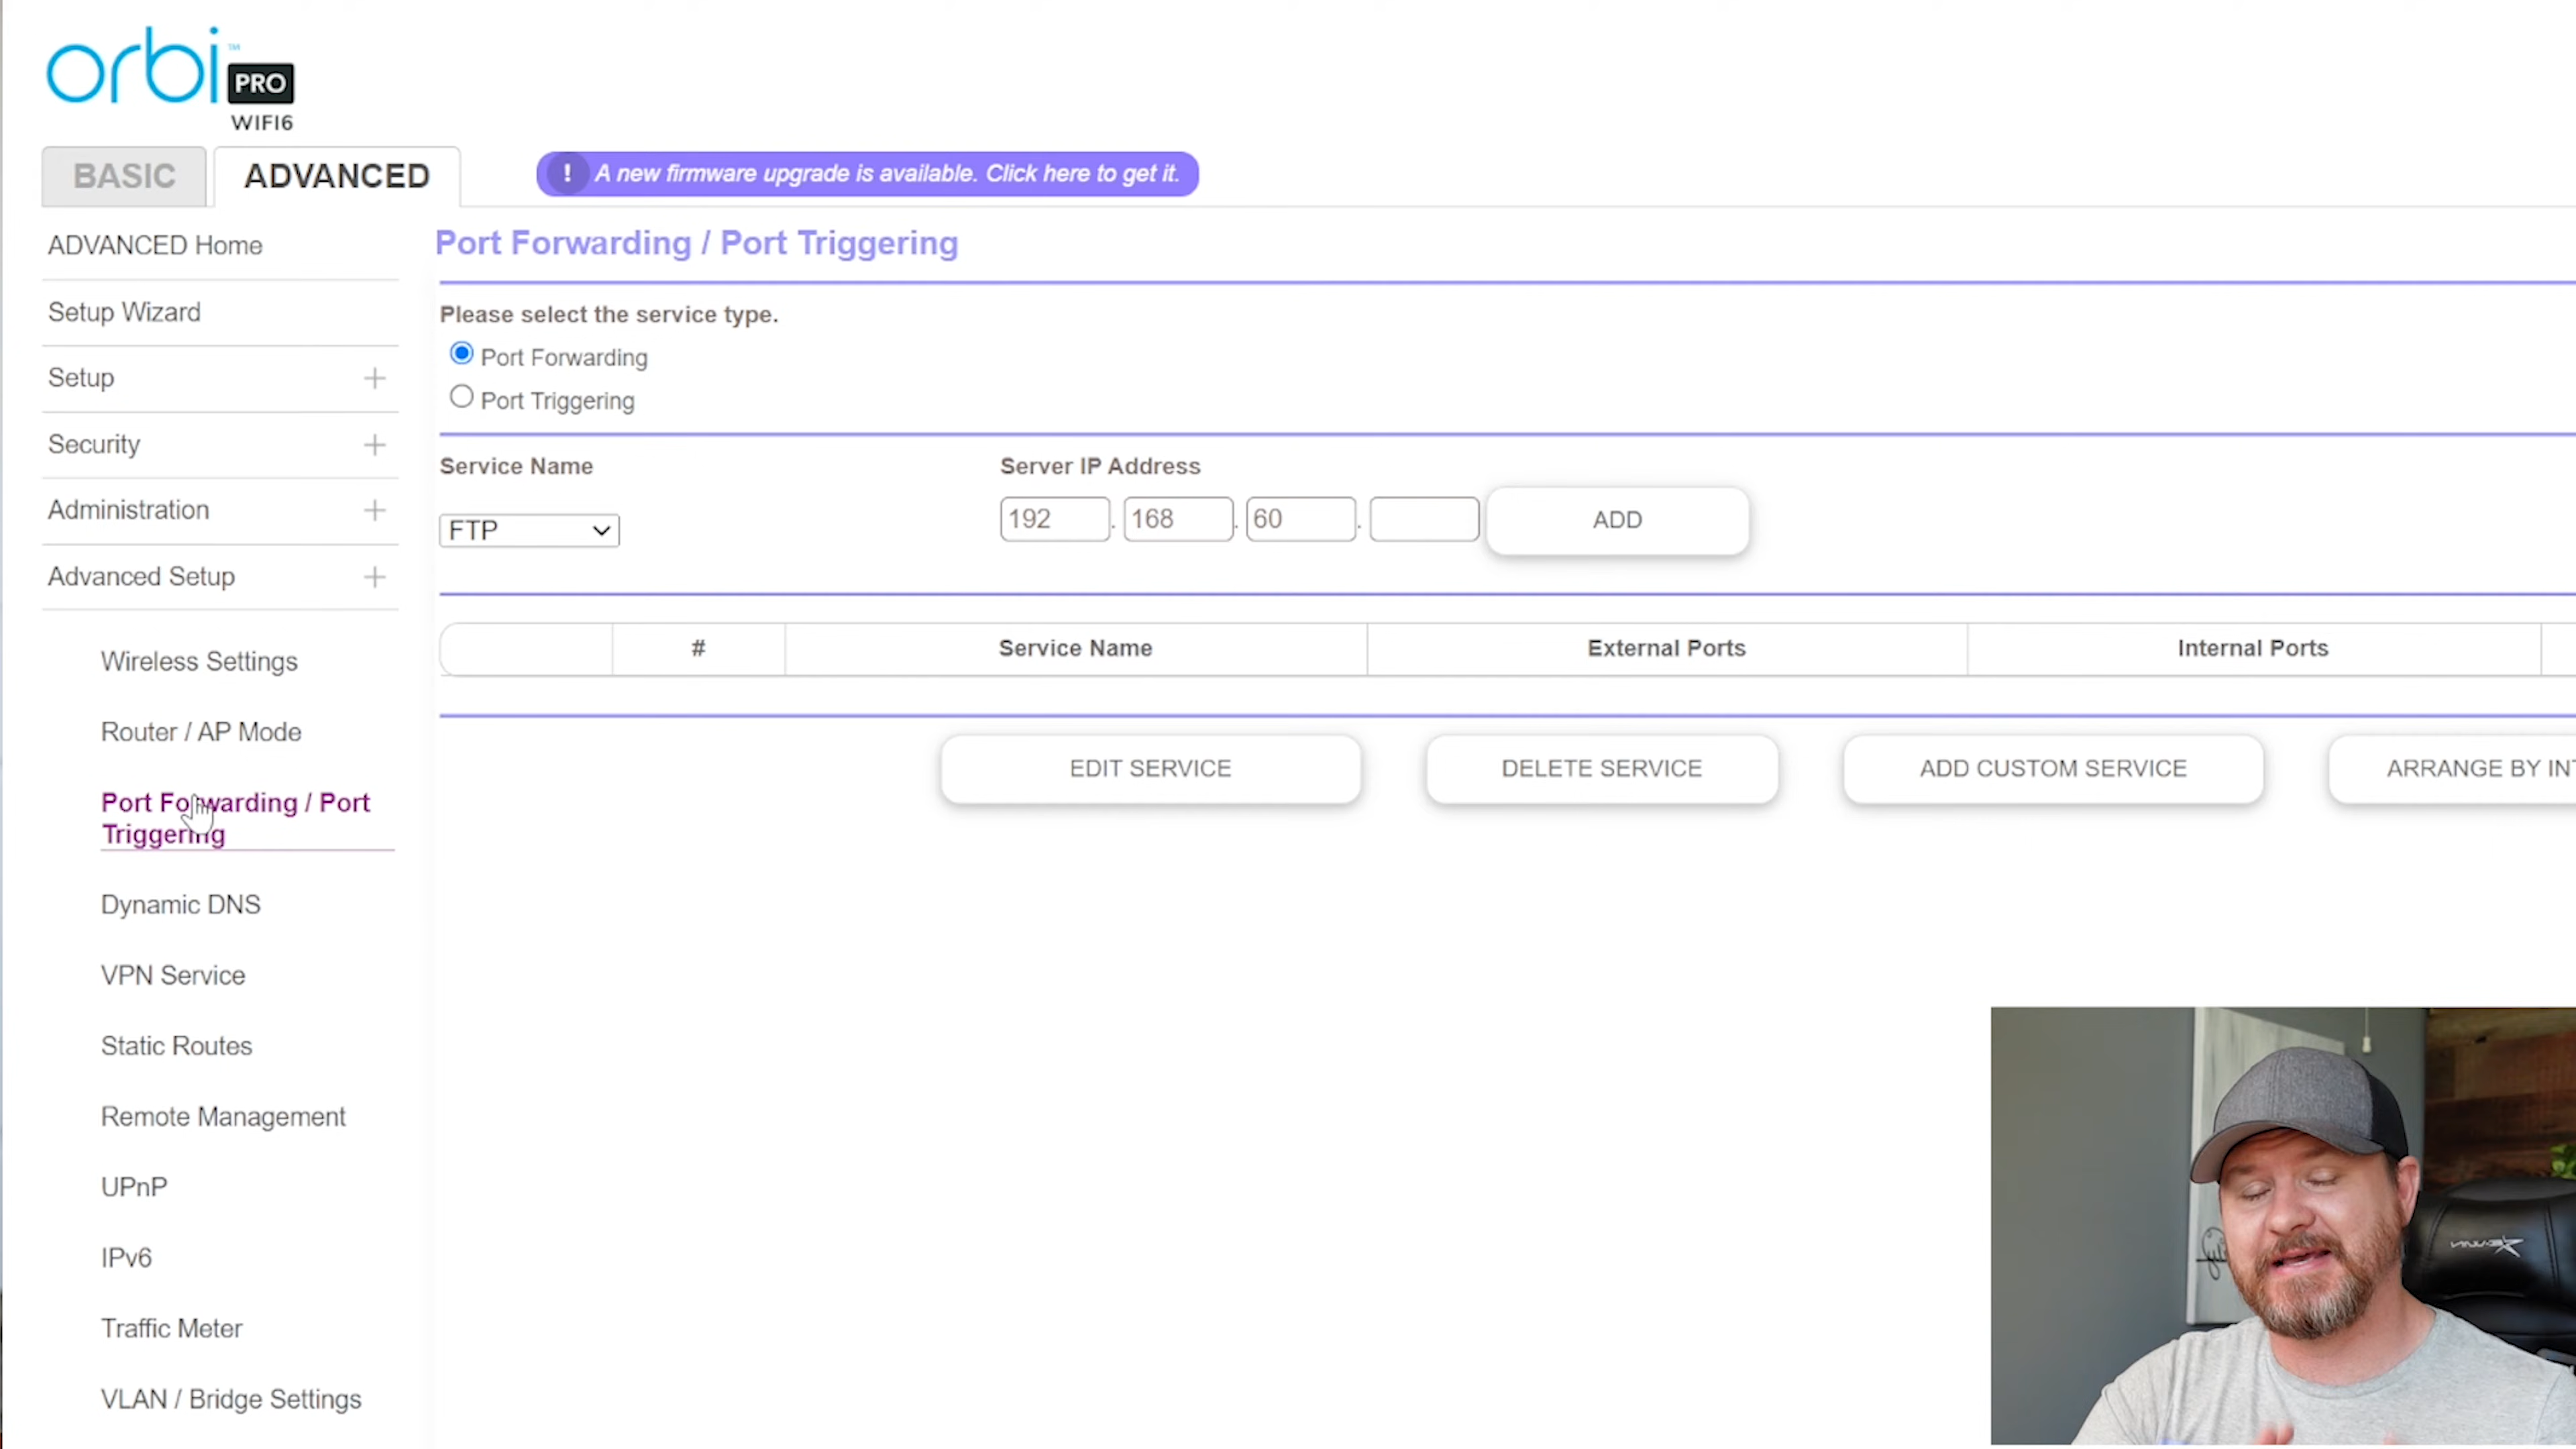 orbi™ PRO
WIFI6
BASIC
ADVANCED
! A new firmware upgrade is available. Click here to get it.
ADVANCED Home
Setup Wizard
Setup
Security
Administration
Advanced Setup
Wireless Settings
Router / AP Mode
Port Forwarding / Port
Triggering
Dynamic DNS
VPN Service
Static Routes
Remote Management
UPnP
IPv6
Traffic Meter
VLAN / Bridge Settings
Port Forwarding / Port Triggering
Please select the service type.
Port Forwarding
Port Triggering
Service Name
Server IP Address
FTP
192 . 168 . 60 .
ADD
# Service Name External Ports Internal Ports
EDIT SERVICE
DELETE SERVICE
ADD CUSTOM SERVICE
ARRANGE BY INT